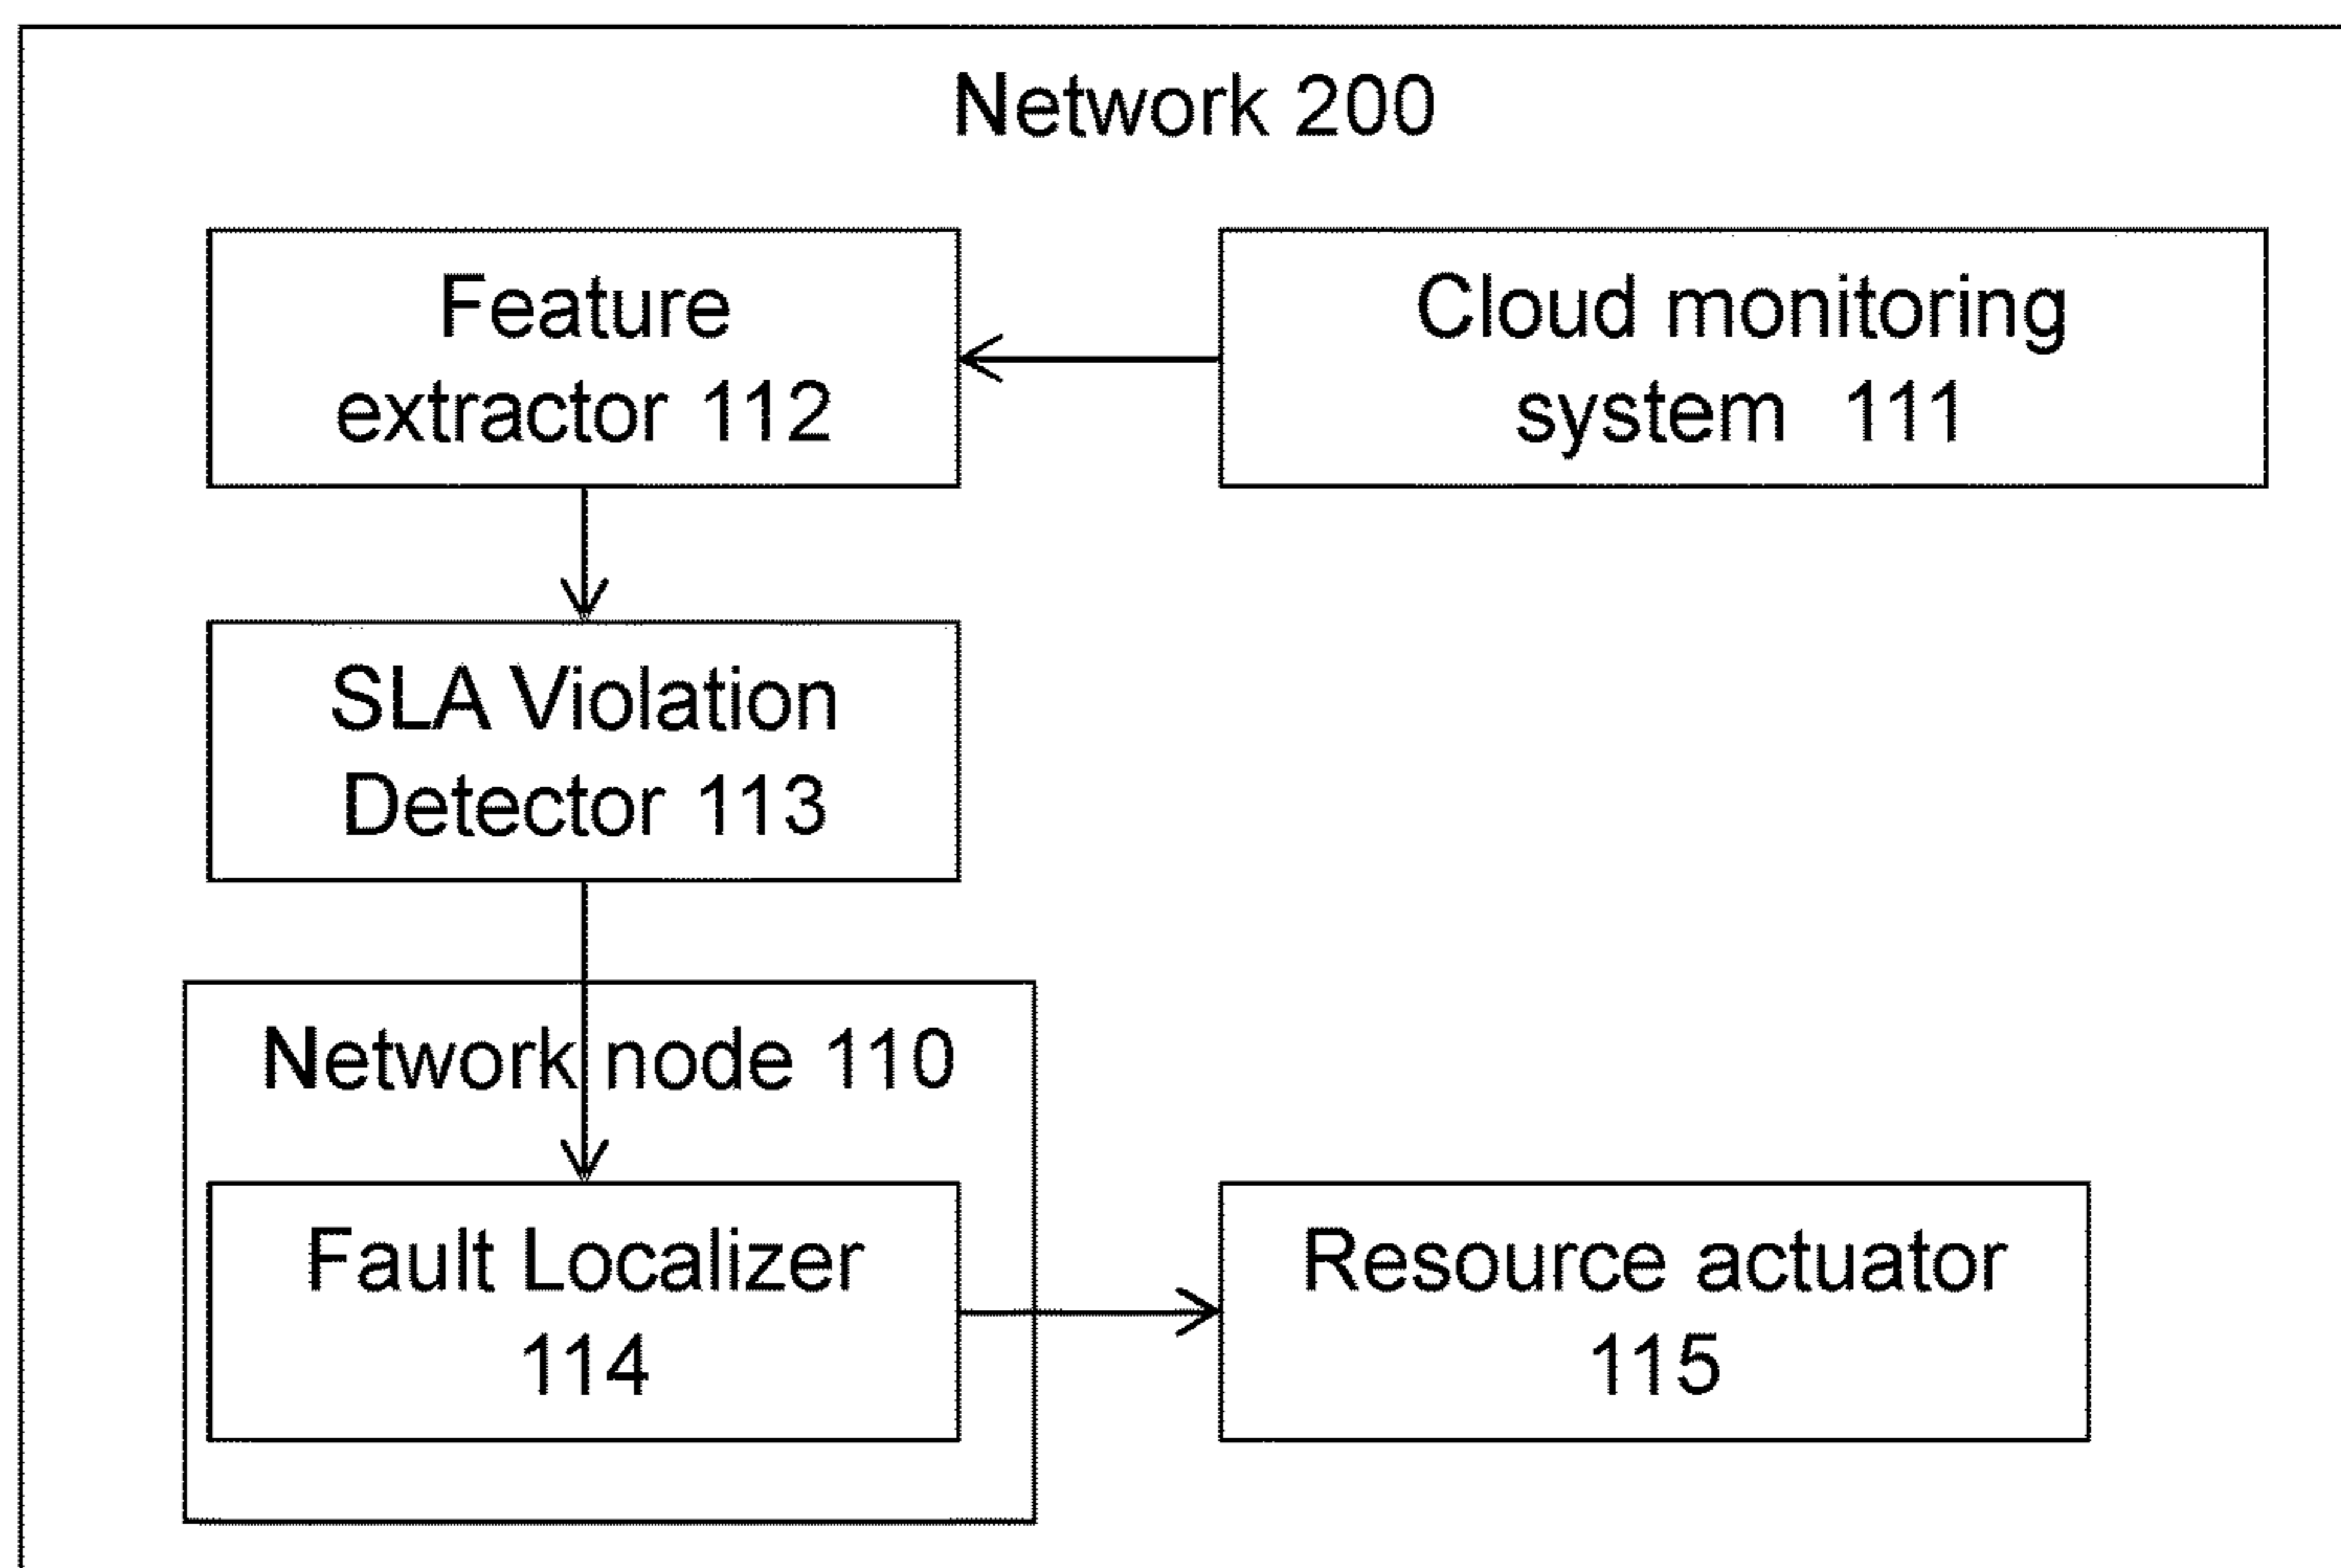 Network 200
Feature
extractor 112
Cloud monitoring
system 111
SLA Violation
Detector 113
Network node 110
Fault Localizer
114
Resource actuator
115